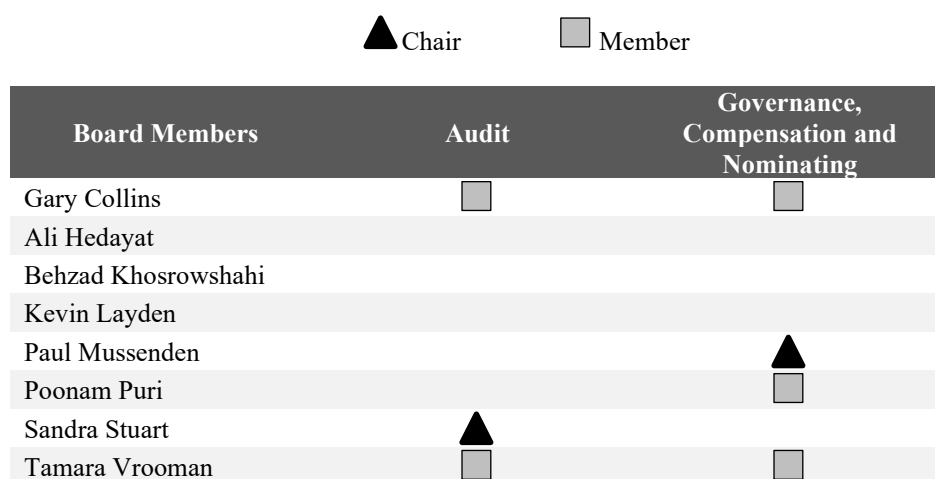 Chair Member
Governance,
Board Members Audit Compensation and
Nominating
Gary Collins
Ali Hedayat
Behzad Khosrowshahi
Kevin Layden
Paul Mussenden
Poonam Puri
Sandra Stuart
Tamara Vrooman